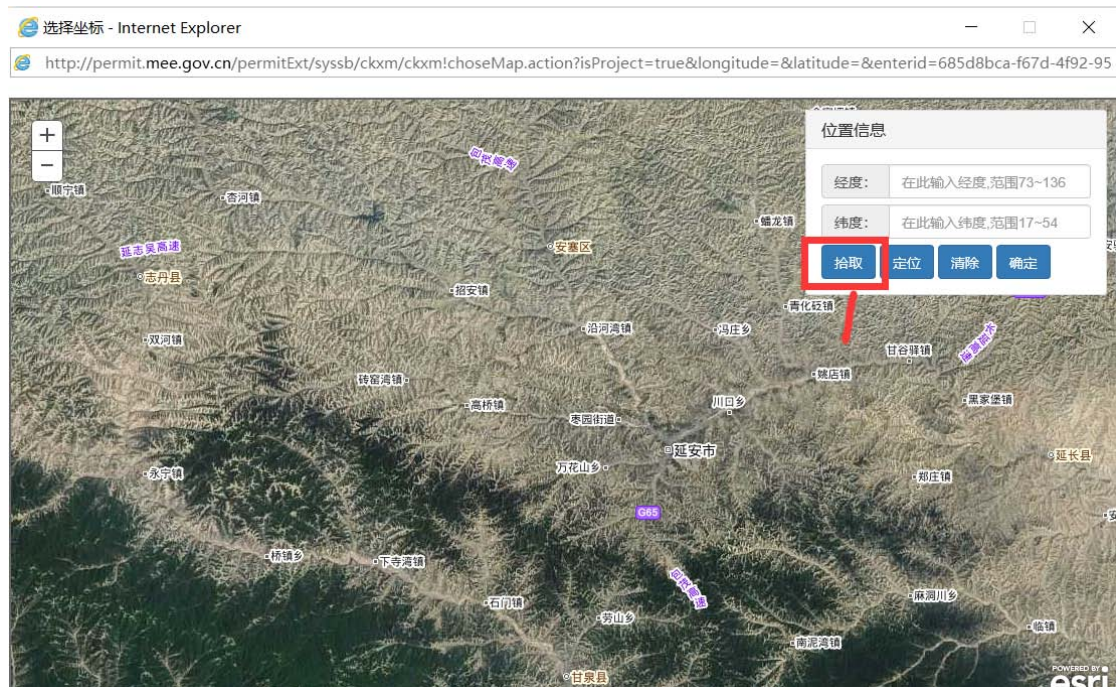 选择坐标 - Internet Explorer
http://permit.mee.gov.cn/permitExt/syssb/ckxm/ckxm!choseMap.action?isProject=true&longitude=&latitude=&enterid=685d8bca-f67d-4f92-95
+
−
位置信息
经度: 在此输入经度,范围73~136
纬度: 在此输入纬度,范围17~54
拾取 定位 清除 确定
包茂高速
顺宁镇
杏河镇
蟠龙镇
延志吴高速
安塞区
志丹县
招安镇
青化砭镇
沿河湾镇
冯庄乡
双河镇
甘谷驿镇
砖窑湾镇
姚店镇
高桥镇
川口乡
黑家堡镇
枣园街道
延安市
延长县
万花山乡
永宁镇
郑庄镇
G65
桥镇乡
下寺湾镇
包茂高速
石门镇
麻洞川乡
劳山乡
临镇
南泥湾镇
甘泉县
POWERED BY
esri